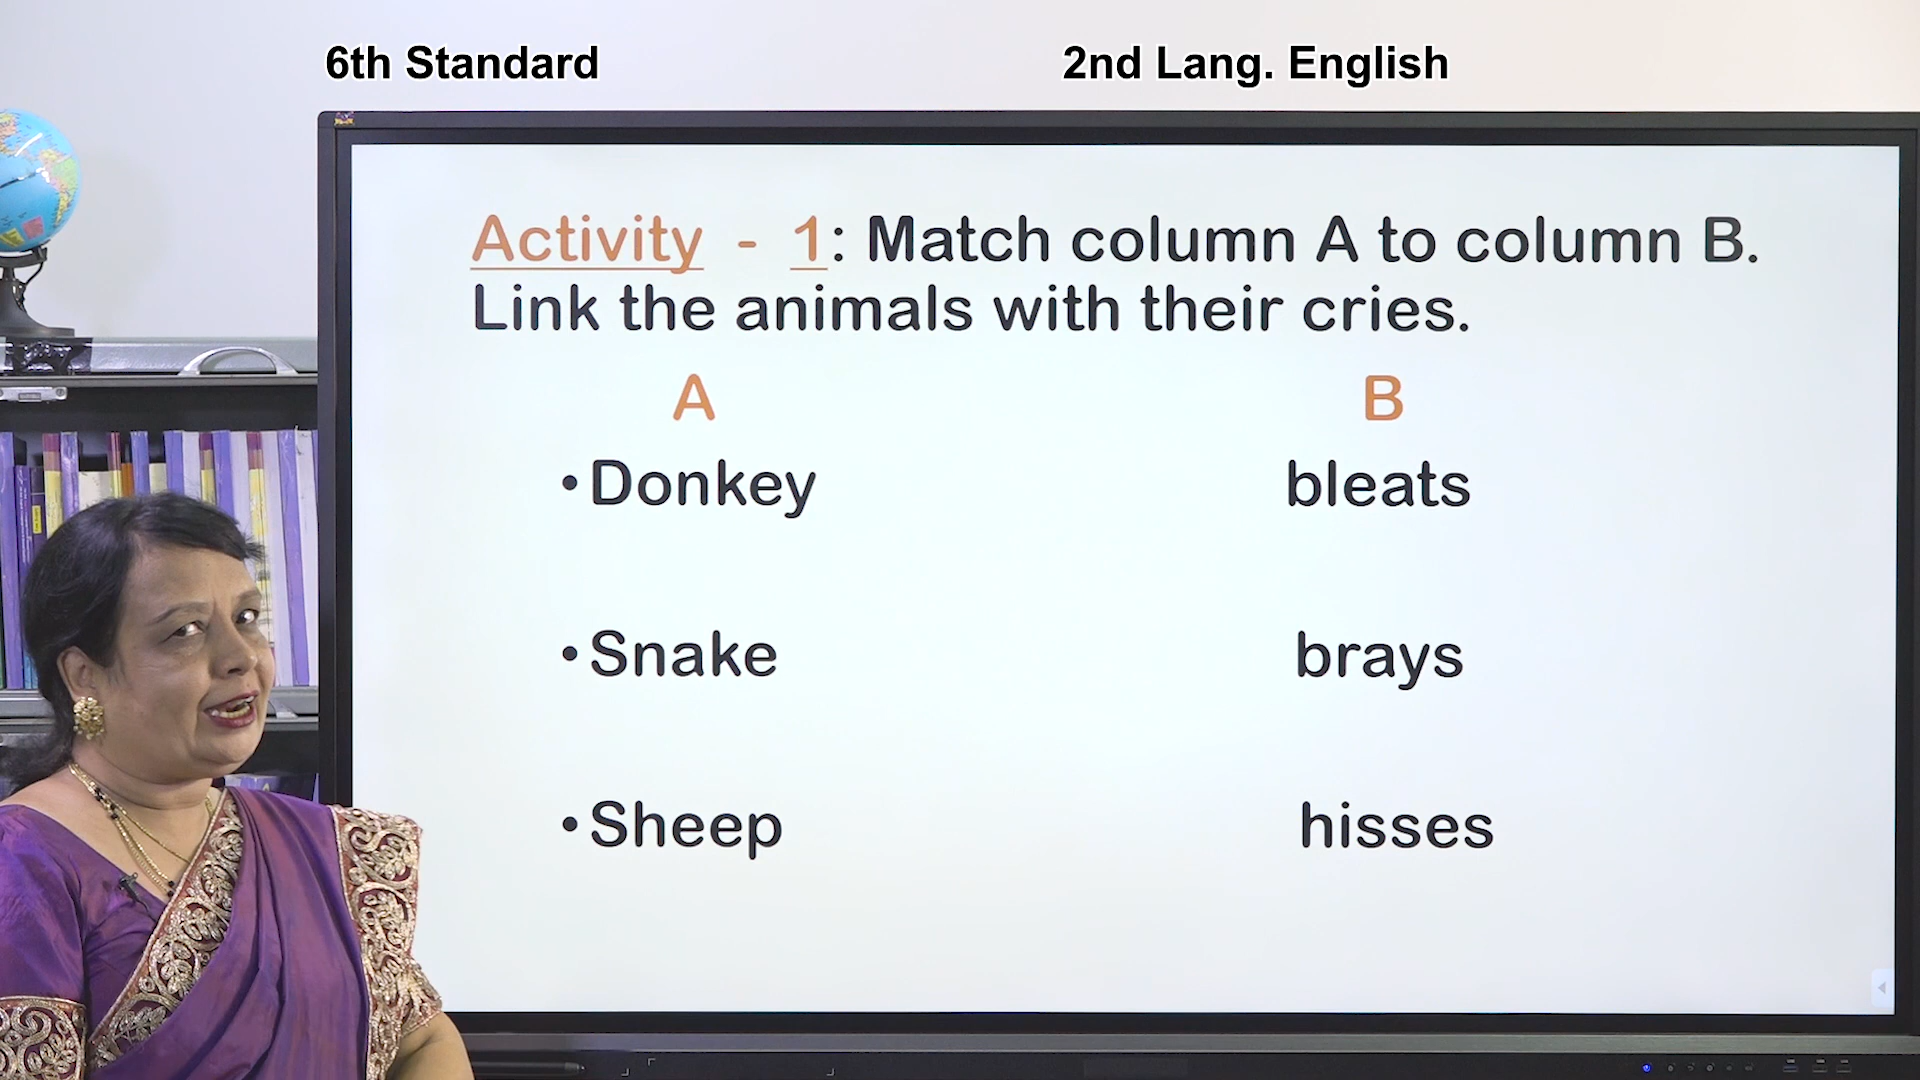 6th Standard 2nd Lang. English
Activity - 1: Match column A to column B.
Link the animals with their cries.
A B
•Donkey bleats
•Snake brays
•Sheep hisses